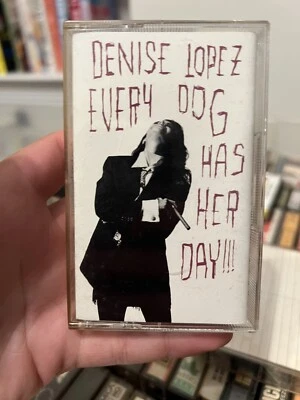 DENISE LOPEZ
EVERY DOG
HAS
HER
DAY!!!